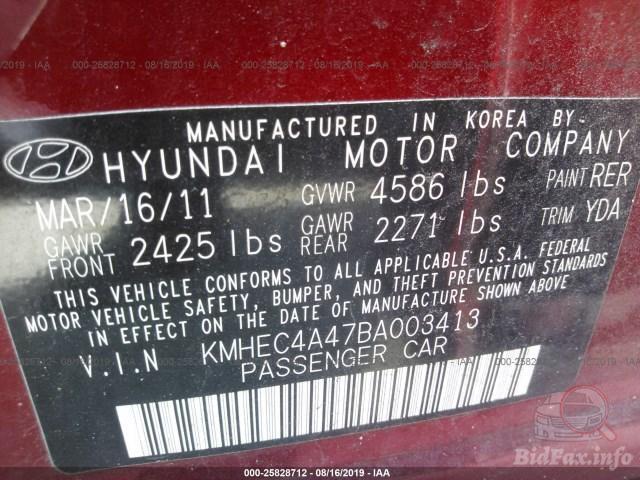 000-25828712 - 08/16/2019 - IAA
MANUFACTURED IN KOREA BY:
HYUNDAI MOTOR COMPANY
MAR/16/11 GVWR 4586 lbs PAINT RER
GAWR FRONT 2425 lbs GAWR REAR 2271 lbs TRIM YDA
THIS VEHICLE CONFORMS TO ALL APPLICABLE U.S.A. FEDERAL
MOTOR VEHICLE SAFETY, BUMPER, AND THEFT PREVENTION STANDARDS
IN EFFECT ON THE DATE OF MANUFACTURE SHOWN ABOVE
V.I.N KMHEC4A47BA003413
PASSENGER CAR
000-25828712 - 08/16/2019 - IAA
BidFax.info